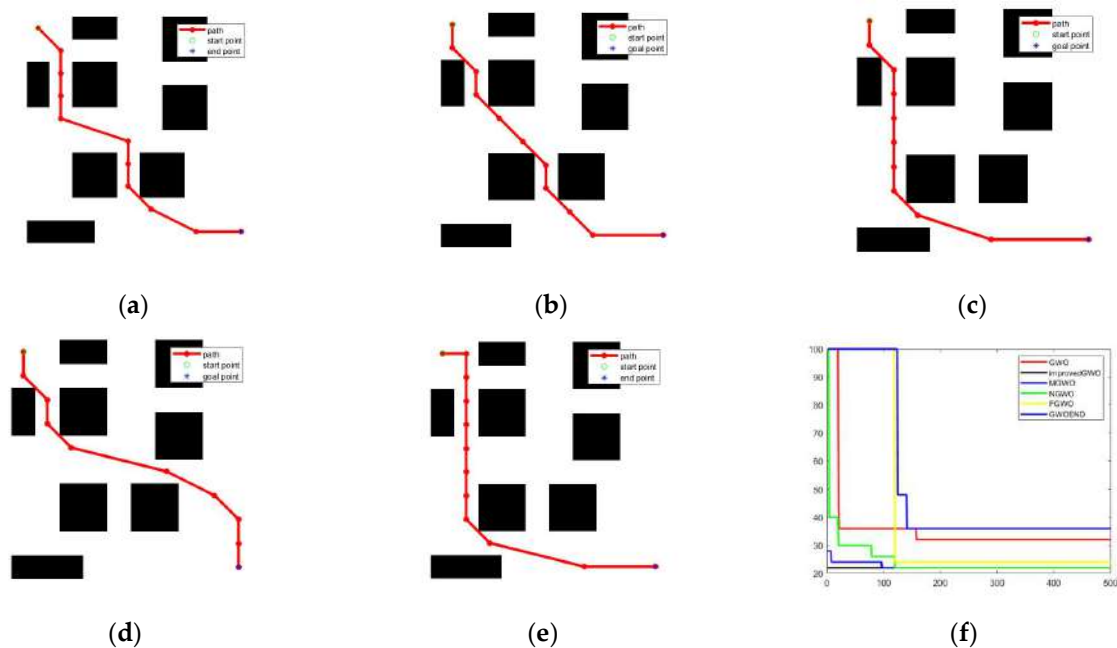 path
start point
end point
(a)
path
start point
goal point
(b)
path
start point
goal point
(c)
path
start point
goal point
(d)
path
start point
end point
(e)
100
90
80
70
60
50
40
30
20
0
100
200
300
400
500
GWO
improvedGWO
MGWO
NGWO
FGWO
GWOEND
(f)